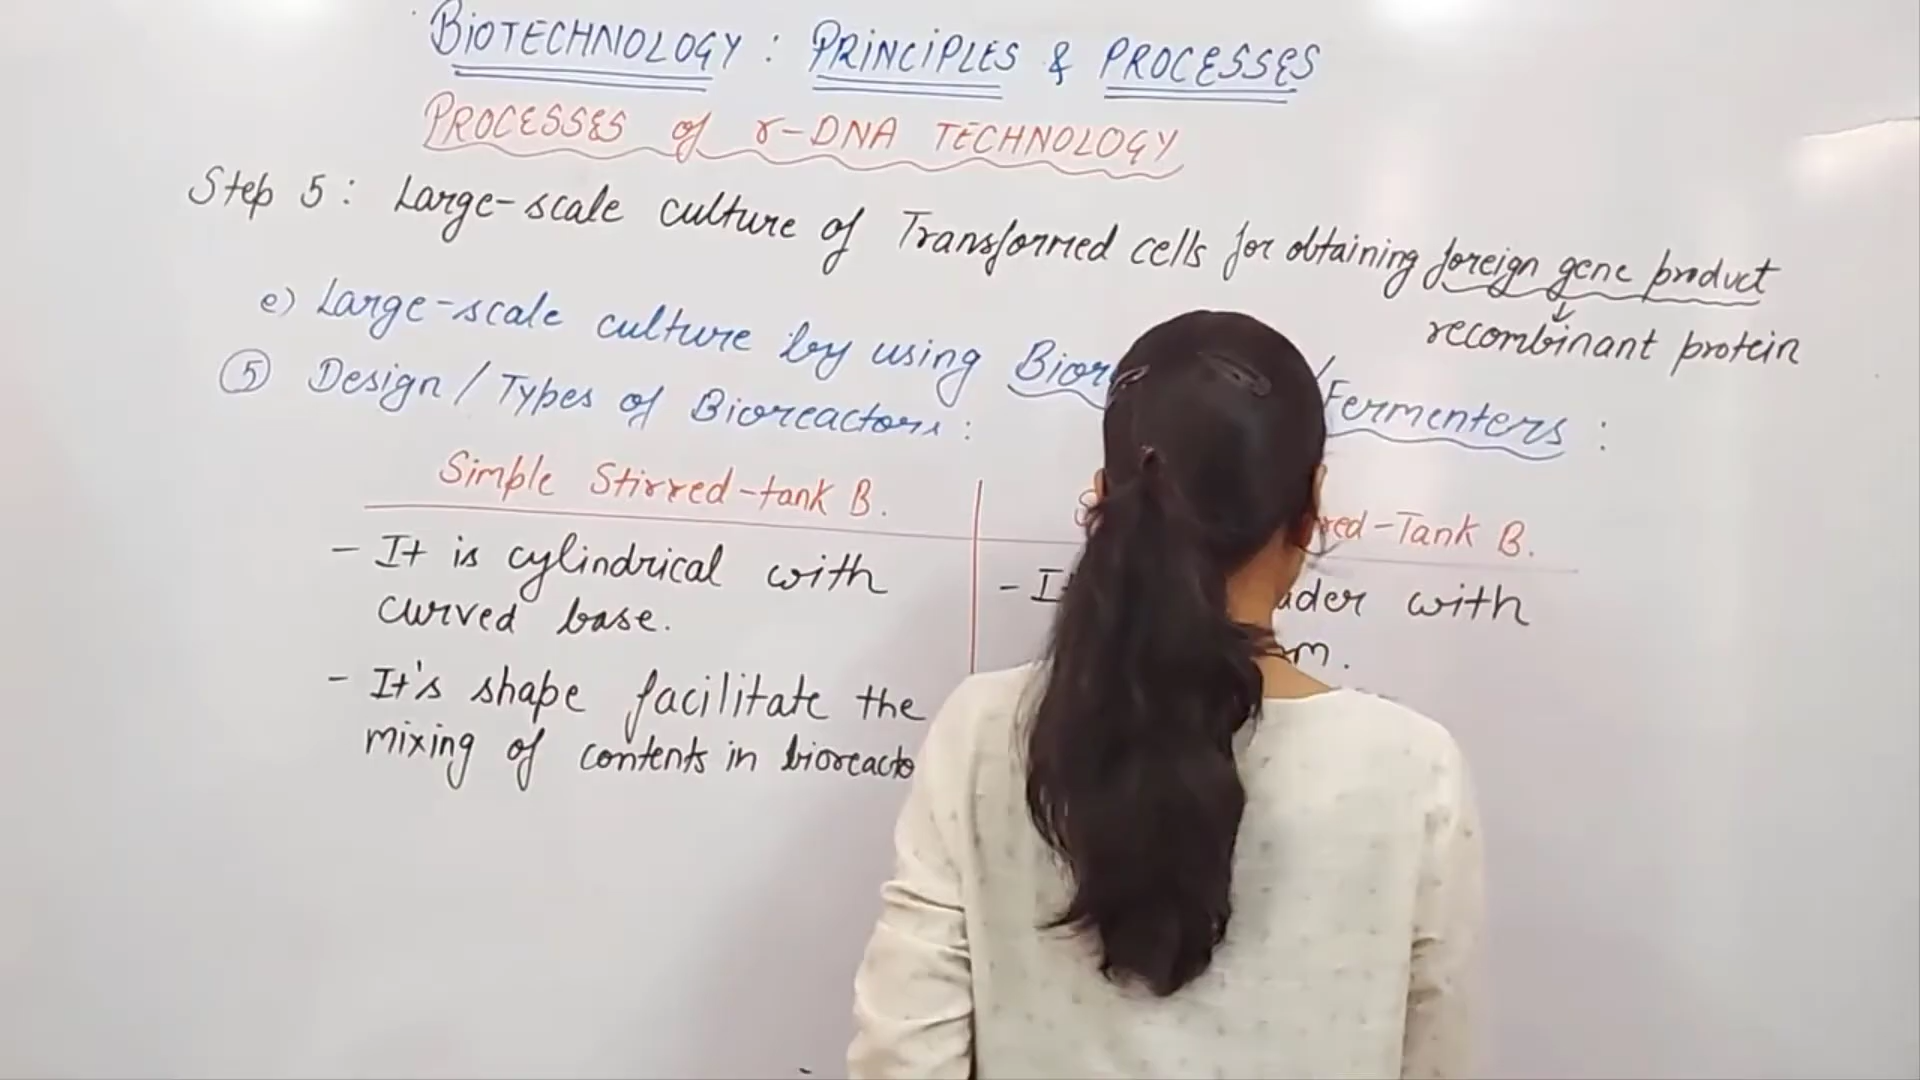 BIOTECHNOLOGY : PRINCIPLES & PROCESSES
PROCESSES of r-DNA TECHNOLOGY
Step 5: Large-scale culture of Transformed cells for obtaining foreign gene product
↓
recombinant protein
e) Large-scale culture by using / Fermenters :
⑤ Design / Types of Bioreactors :
Simple Stirred-tank B.
- It is cylindrical with
curved base.
- It's shape facilitate the
mixing of contents in
-Tank B.
- with